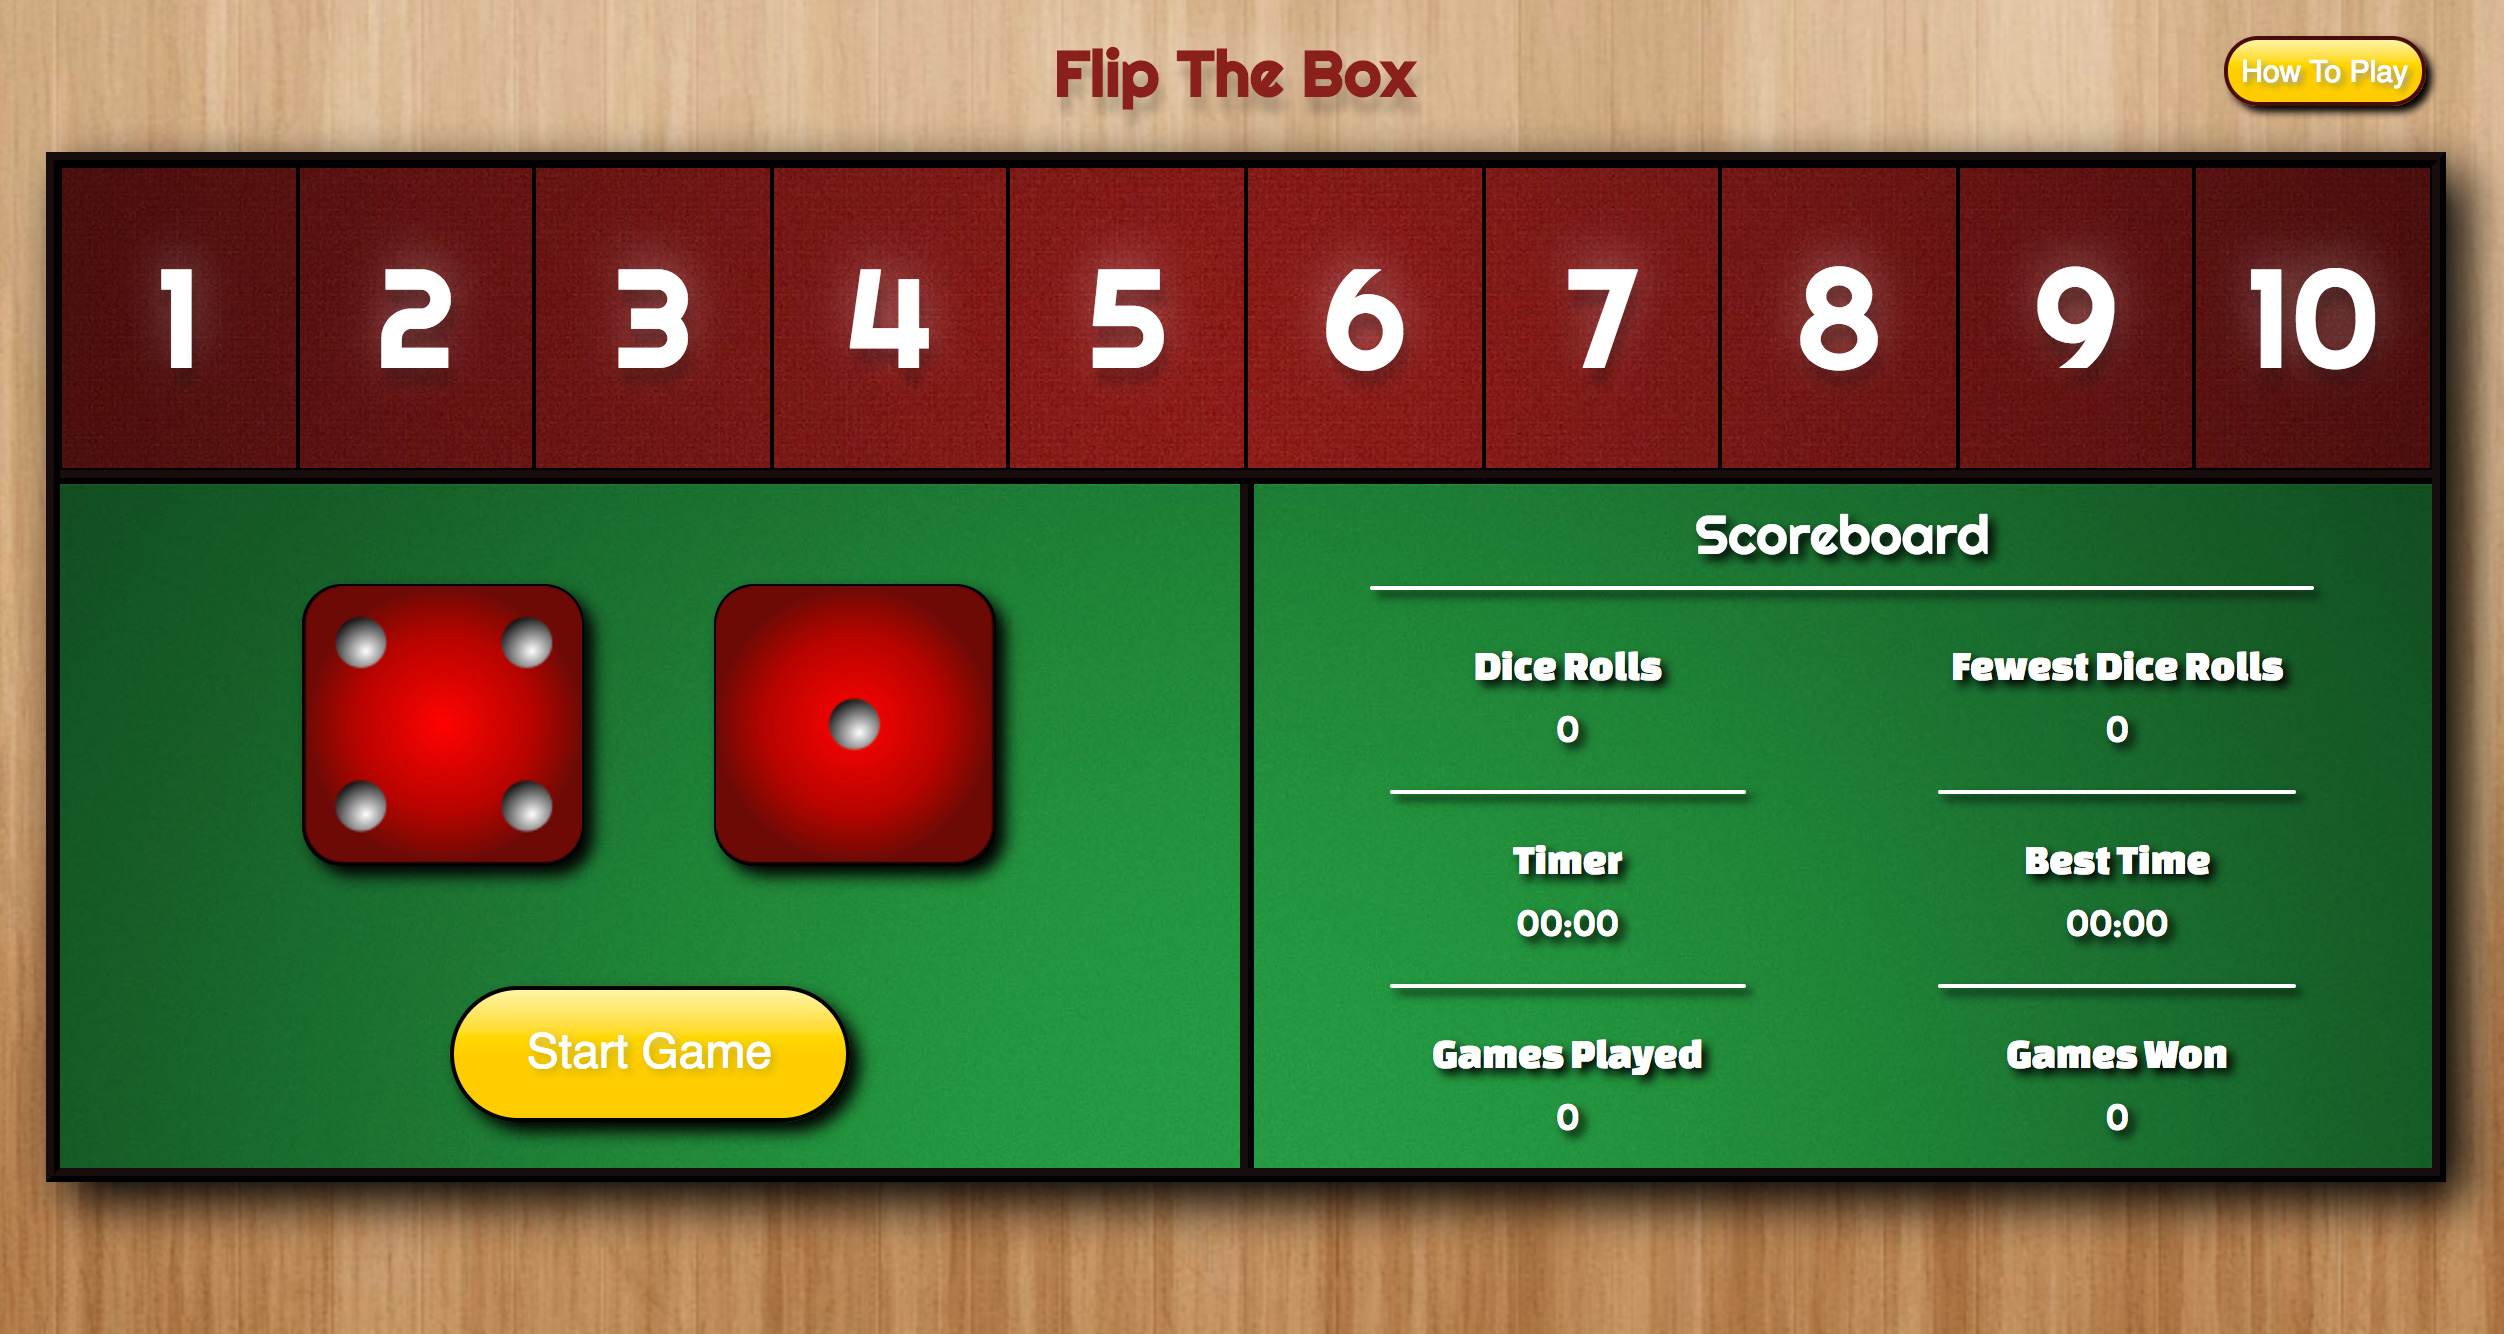 Flip The Box
How To Play
1 2 3 4 5 6 7 8 9 10
Scoreboard
Dice Rolls Fewest Dice Rolls
0 0
Timer Best Time
00:00 00:00
Start Game
Games Played Games Won
0 0